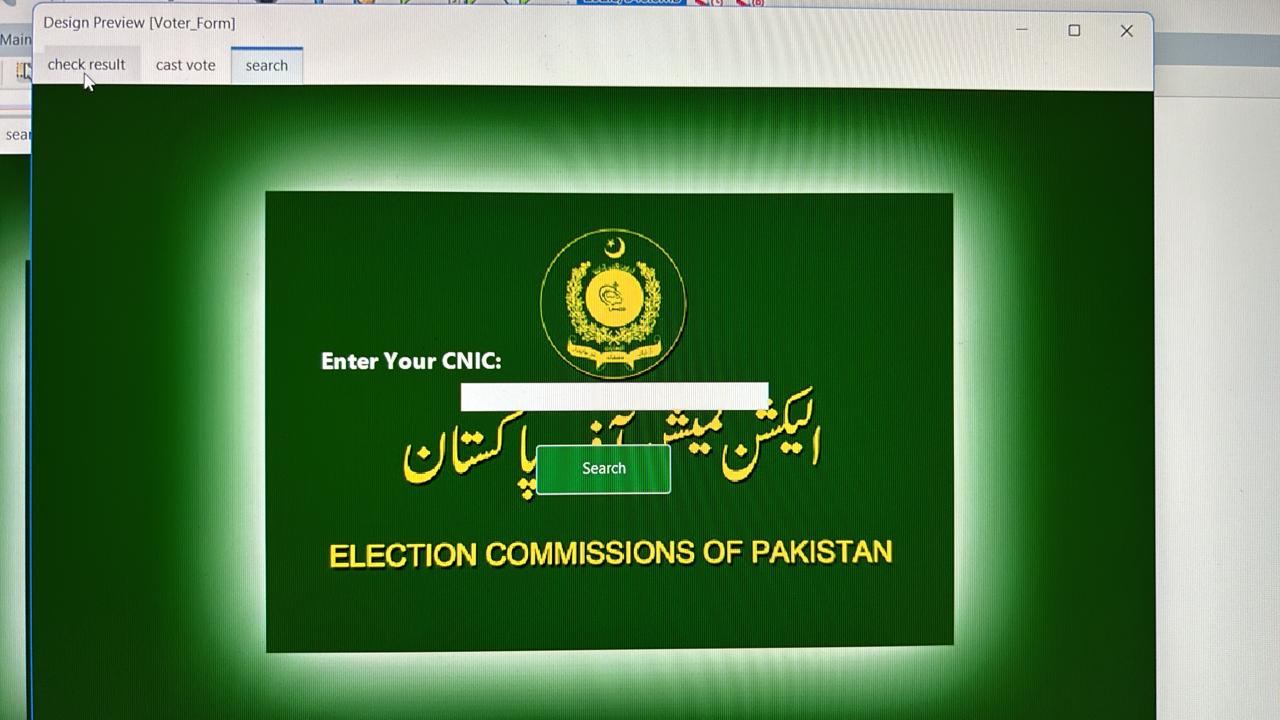 Design Preview [Voter_Form]
Main
check result cast vote search
sear
Enter Your CNIC:
الیکشن کمیشن آف پاکستان
Search
ELECTION COMMISSIONS OF PAKISTAN